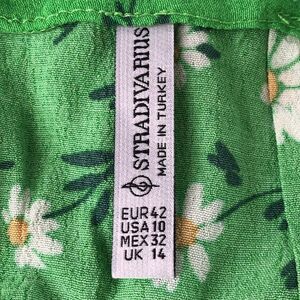 STRADIVARIUS
MADE IN TURKEY
EUR 42
USA 10
MEX 32
UK 14